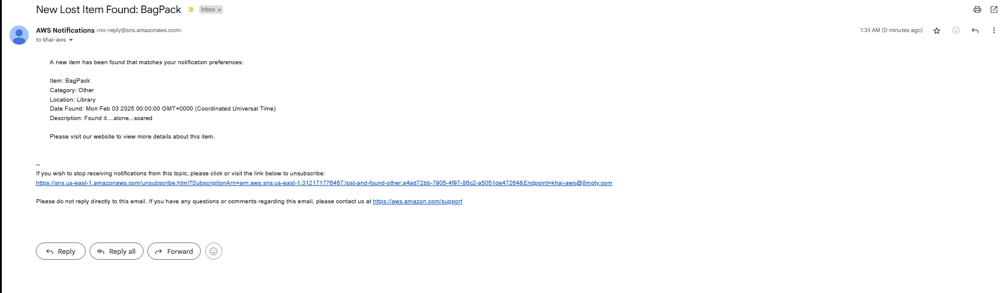 New Lost Item Found: BagPack Inbox x
AWS Notifications <no-reply@sns.amazonaws.com> 1:34 AM (0 minutes ago)
to khai-aws
A new item has been found that matches your notification preferences:
Item: BagPack
Category: Other
Location: Library
Date Found: Mon Feb 03 2025 00:00:00 GMT+0000 (Coordinated Universal Time)
Description: Found it....alone...scared
Please visit our website to view more details about this item.
--
If you wish to stop receiving notifications from this topic, please click or visit the link below to unsubscribe:
https://sns.us-east-1.amazonaws.com/unsubscribe.html?SubscriptionArn=arn:aws:sns:us-east-1:312171776467:lost-and-found-other:a4ad72bb-7905-4f97-86c2-a5051de47264&Endpoint=khai-aws@8mpty.com
Please do not reply directly to this email. If you have any questions or comments regarding this email, please contact us at https://aws.amazon.com/support
Reply Reply all Forward